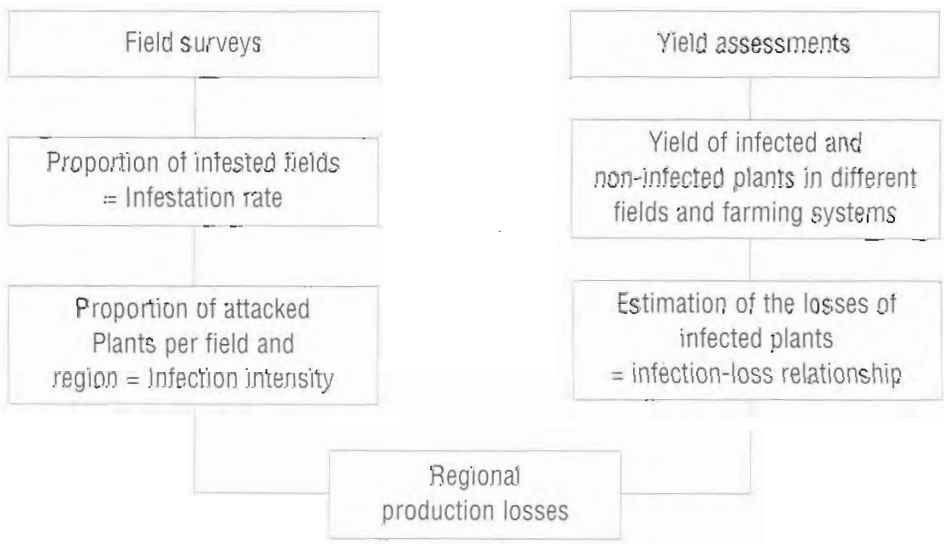 Field surveys
Proportion of infested fields
= Infestation rate
Proportion of attacked
Plants per field and
region = Infection intensity
Yield assessments
Yield of infected and
non-infected plants in different
fields and farming systems
Estimation of the losses of
infected plants
= infection-loss relationship
Regional
production losses